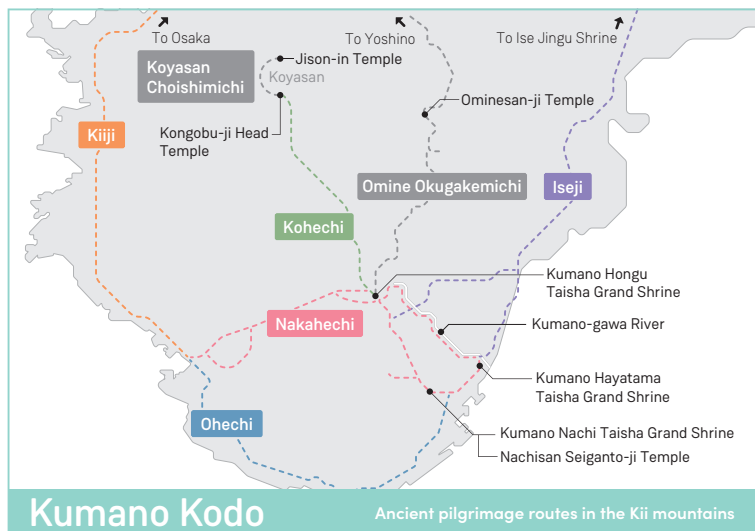 To Osaka
To Yoshino
To Ise Jingu Shrine
Koyasan
Choishimichi
Jison-in Temple
Koyasan
Ominesan-ji Temple
Kiiji
Kongobu-ji Head
Temple
Omine Okugakemichi
Iseji
Kohechi
Kumano Hongu
Taisha Grand Shrine
Nakahechi
Kumano-gawa River
Kumano Hayatama
Taisha Grand Shrine
Ohechi
Kumano Nachi Taisha Grand Shrine
Nachisan Seiganto-ji Temple
Kumano Kodo
Ancient pilgrimage routes in the Kii mountains